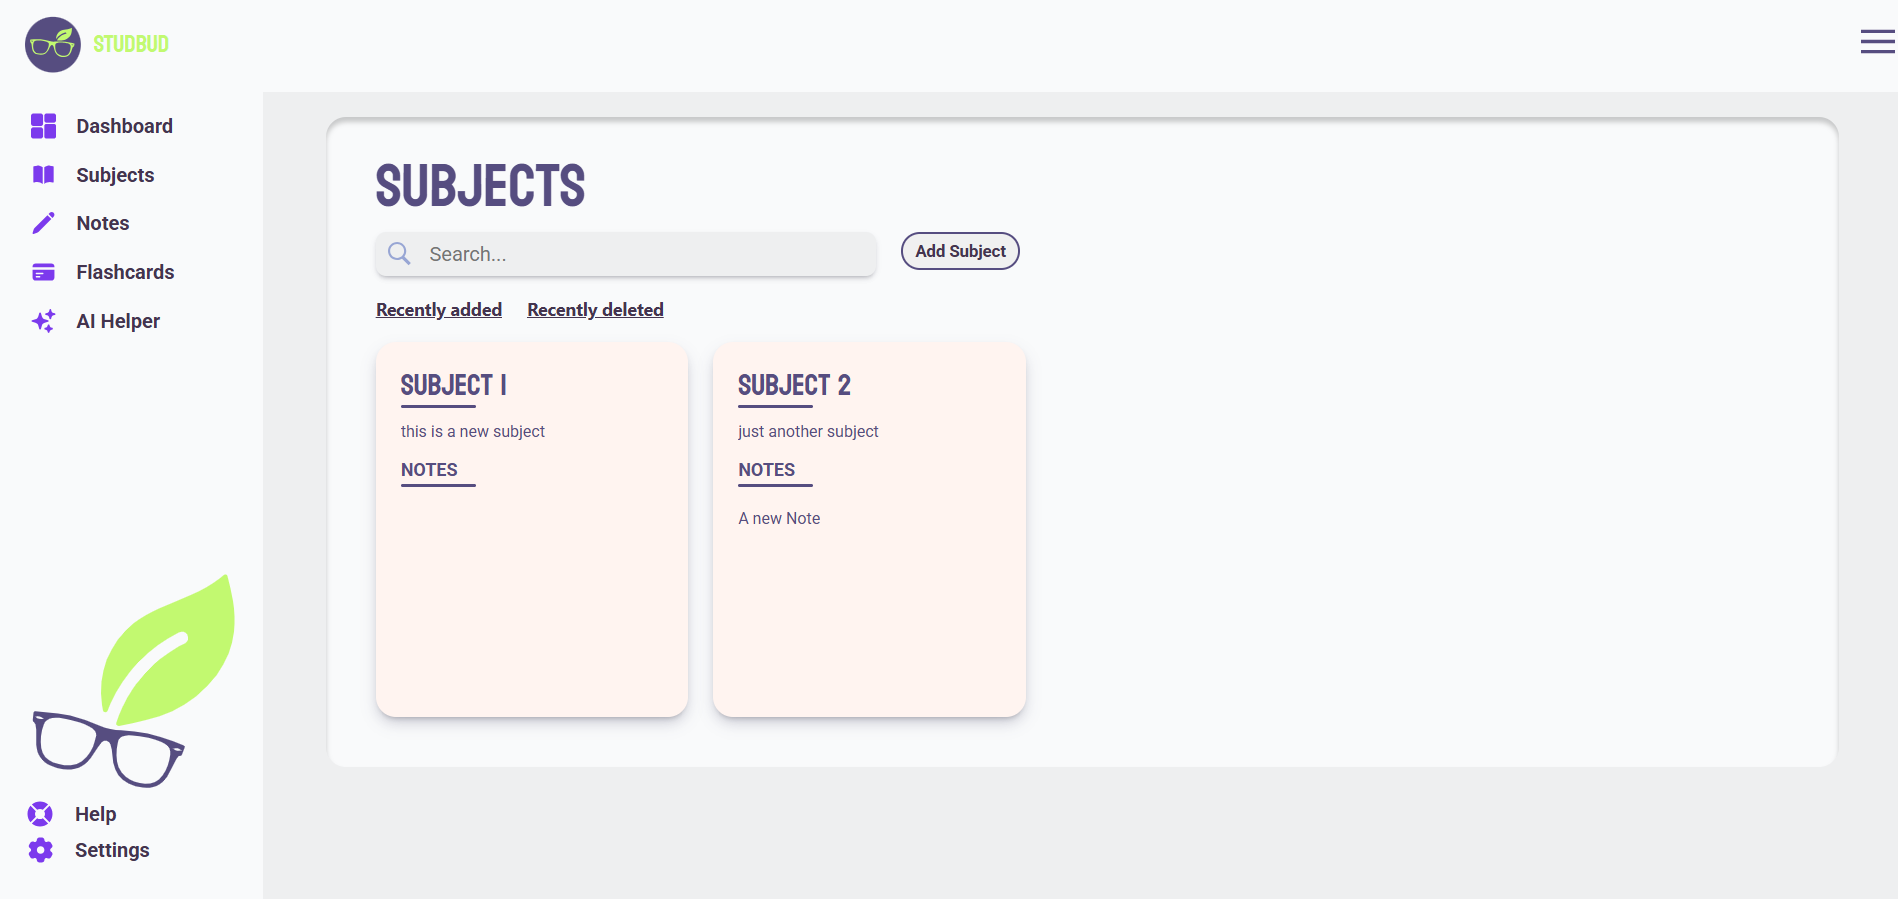 STUDBUD
Dashboard
Subjects
Notes
Flashcards
AI Helper
Help
Settings
SUBJECTS
Search...
Add Subject
Recently added Recently deleted
SUBJECT 1
this is a new subject
NOTES
SUBJECT 2
just another subject
NOTES
A new Note